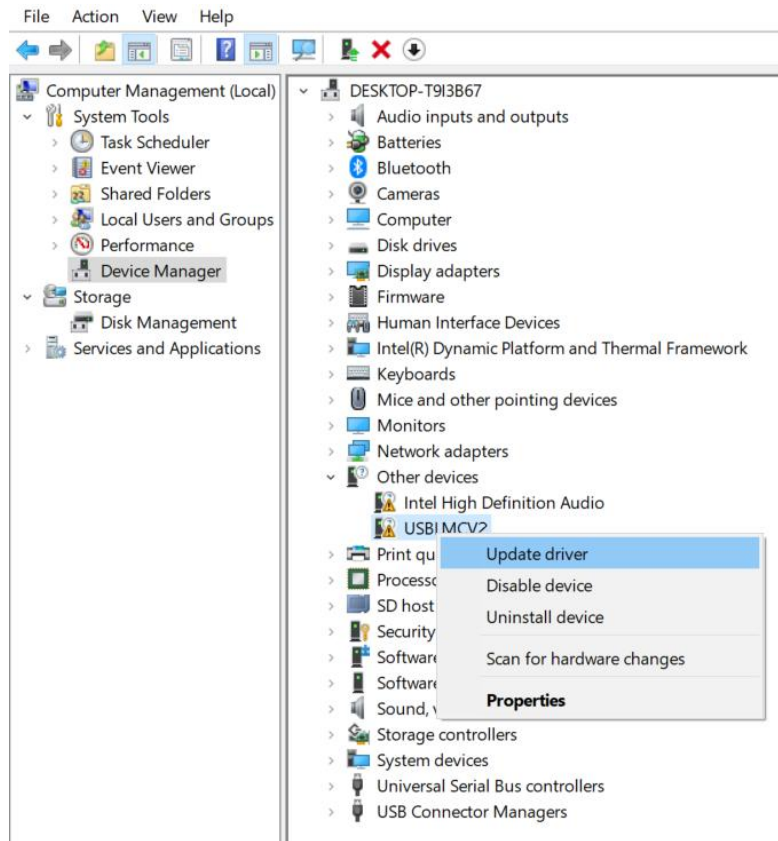 File Action View Help
Computer Management (Local)
System Tools
Task Scheduler
Event Viewer
Shared Folders
Local Users and Groups
Performance
Device Manager
Storage
Disk Management
Services and Applications
DESKTOP-T9I3B67
Audio inputs and outputs
Batteries
Bluetooth
Cameras
Computer
Disk drives
Display adapters
Firmware
Human Interface Devices
Intel(R) Dynamic Platform and Thermal Framework
Keyboards
Mice and other pointing devices
Monitors
Network adapters
Other devices
Intel High Definition Audio
Print
SD host
Security
Software
Software
Sound,
Storage controllers
System devices
Universal Serial Bus controllers
USB Connector Managers
Update driver
Disable device
Uninstall device
Scan for hardware changes
Properties